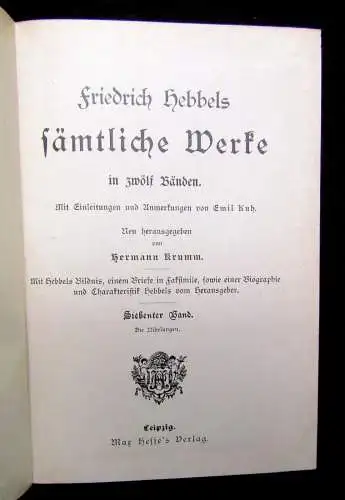 Friedrich Hebbels
sämtliche Werke
in zwölf Bänden.
Mit Einleitungen und Anmerkungen von Emil Kuh.
Neu herausgegeben
von
Hermann Krumm.
Mit Hebbels Bildnis, einem Briefe in Faksimile, sowie einer Biographie
und Charakteristik Hebbels vom Herausgeber.
Siebenter Band.
Die Nibelungen.
Leipzig.
Max Hesse's Verlag.